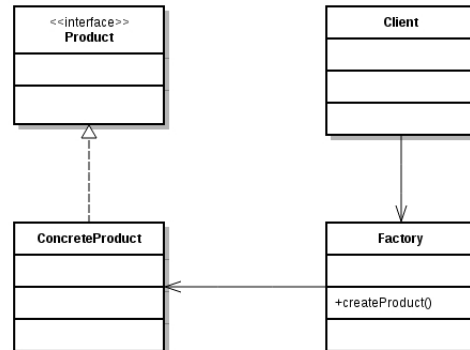 <<interface>>
Product
Client
ConcreteProduct
Factory
+createProduct()